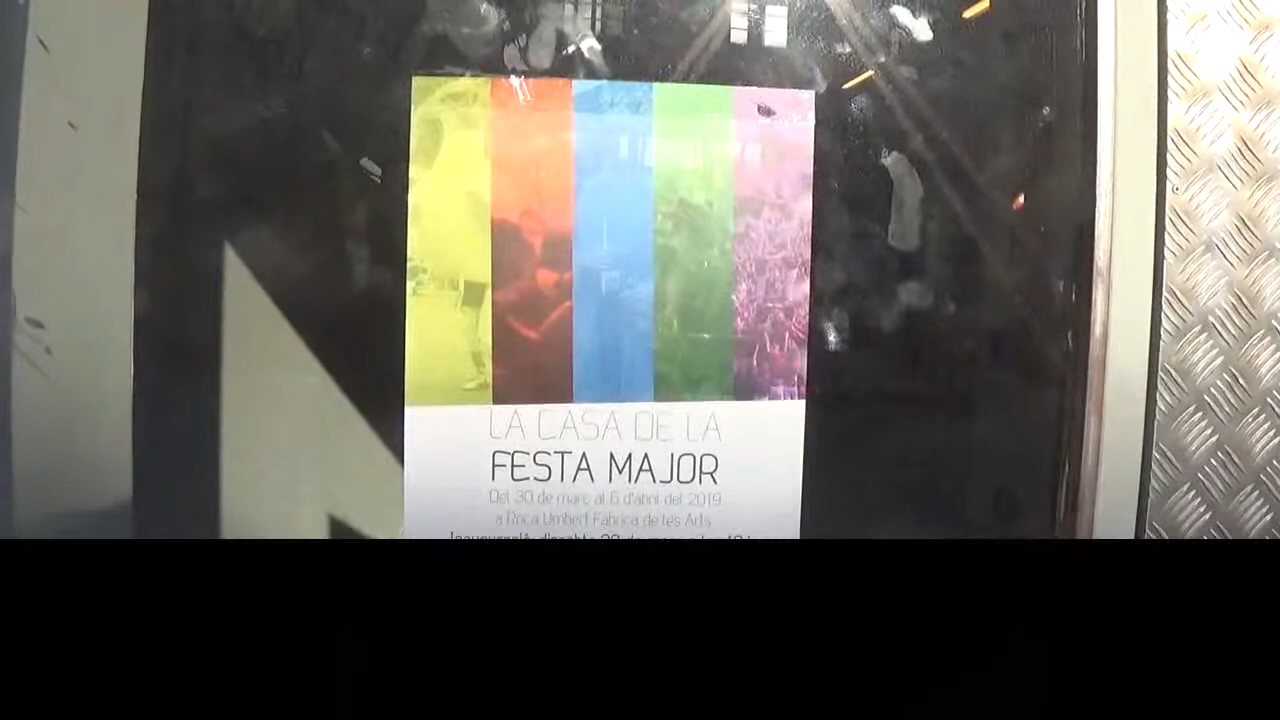 LA CASA DE LA
FESTA MAJOR
Del 30 de març al 6 d'abril del 2019
a Roca Umbert Fàbrica de les Arts